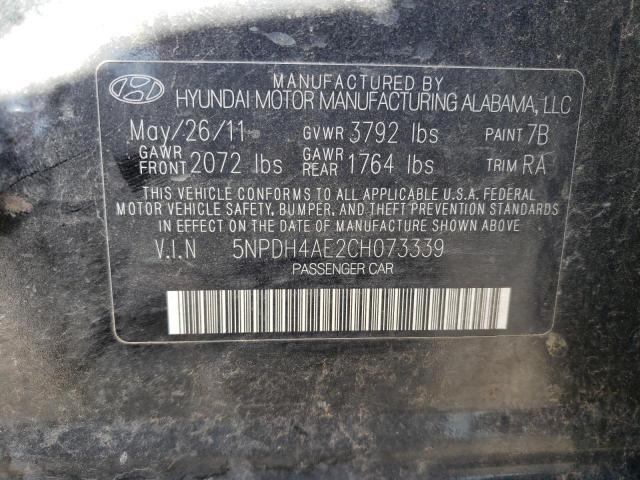 MANUFACTURED BY
HYUNDAI MOTOR MANUFACTURING ALABAMA, LLC
May/26/11 GVWR 3792 lbs PAINT 7B
GAWR FRONT 2072 lbs GAWR REAR 1764 lbs TRIM RA
THIS VEHICLE CONFORMS TO ALL APPLICABLE U.S.A. FEDERAL
MOTOR VEHICLE SAFETY, BUMPER, AND THEFT PREVENTION STANDARDS
IN EFFECT ON THE DATE OF MANUFACTURE SHOWN ABOVE
V.I.N 5NPDH4AE2CH073339
PASSENGER CAR